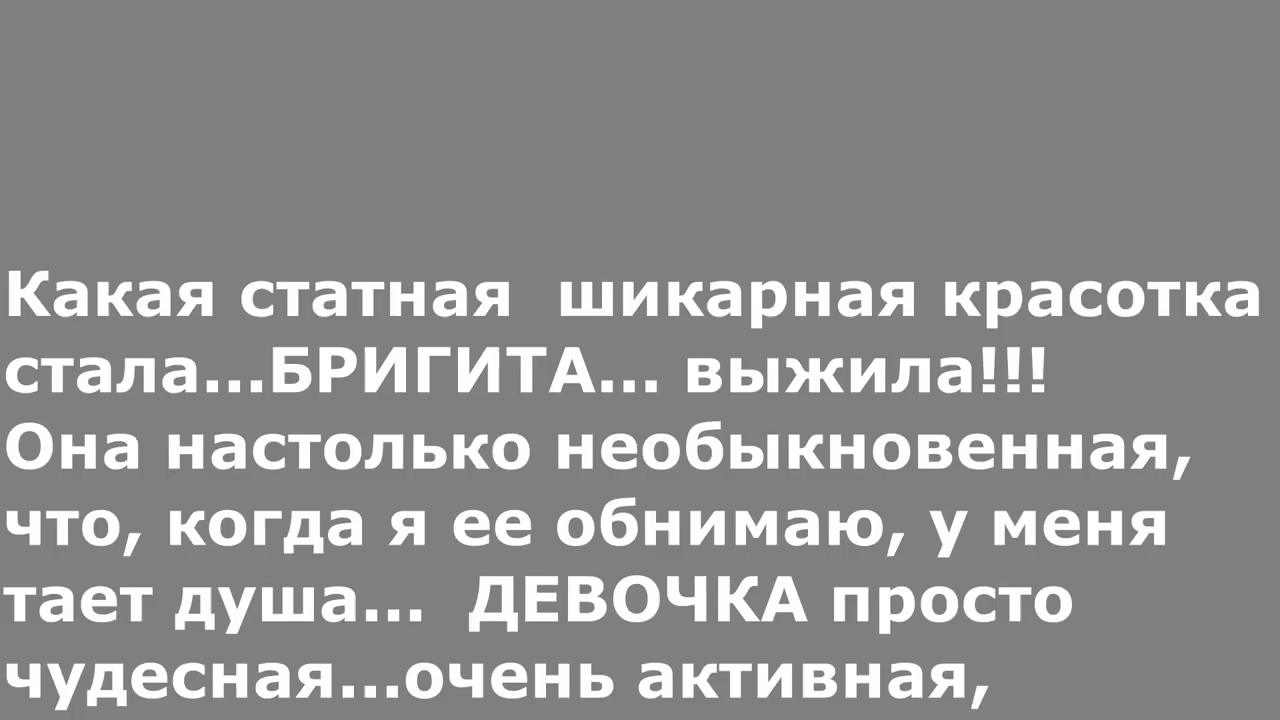 Какая статная  шикарная красотка
стала...БРИГИТА... выжила!!!
Она настолько необыкновенная,
что, когда я ее обнимаю, у меня
тает душа...  ДЕВОЧКА просто
чудесная...очень активная,